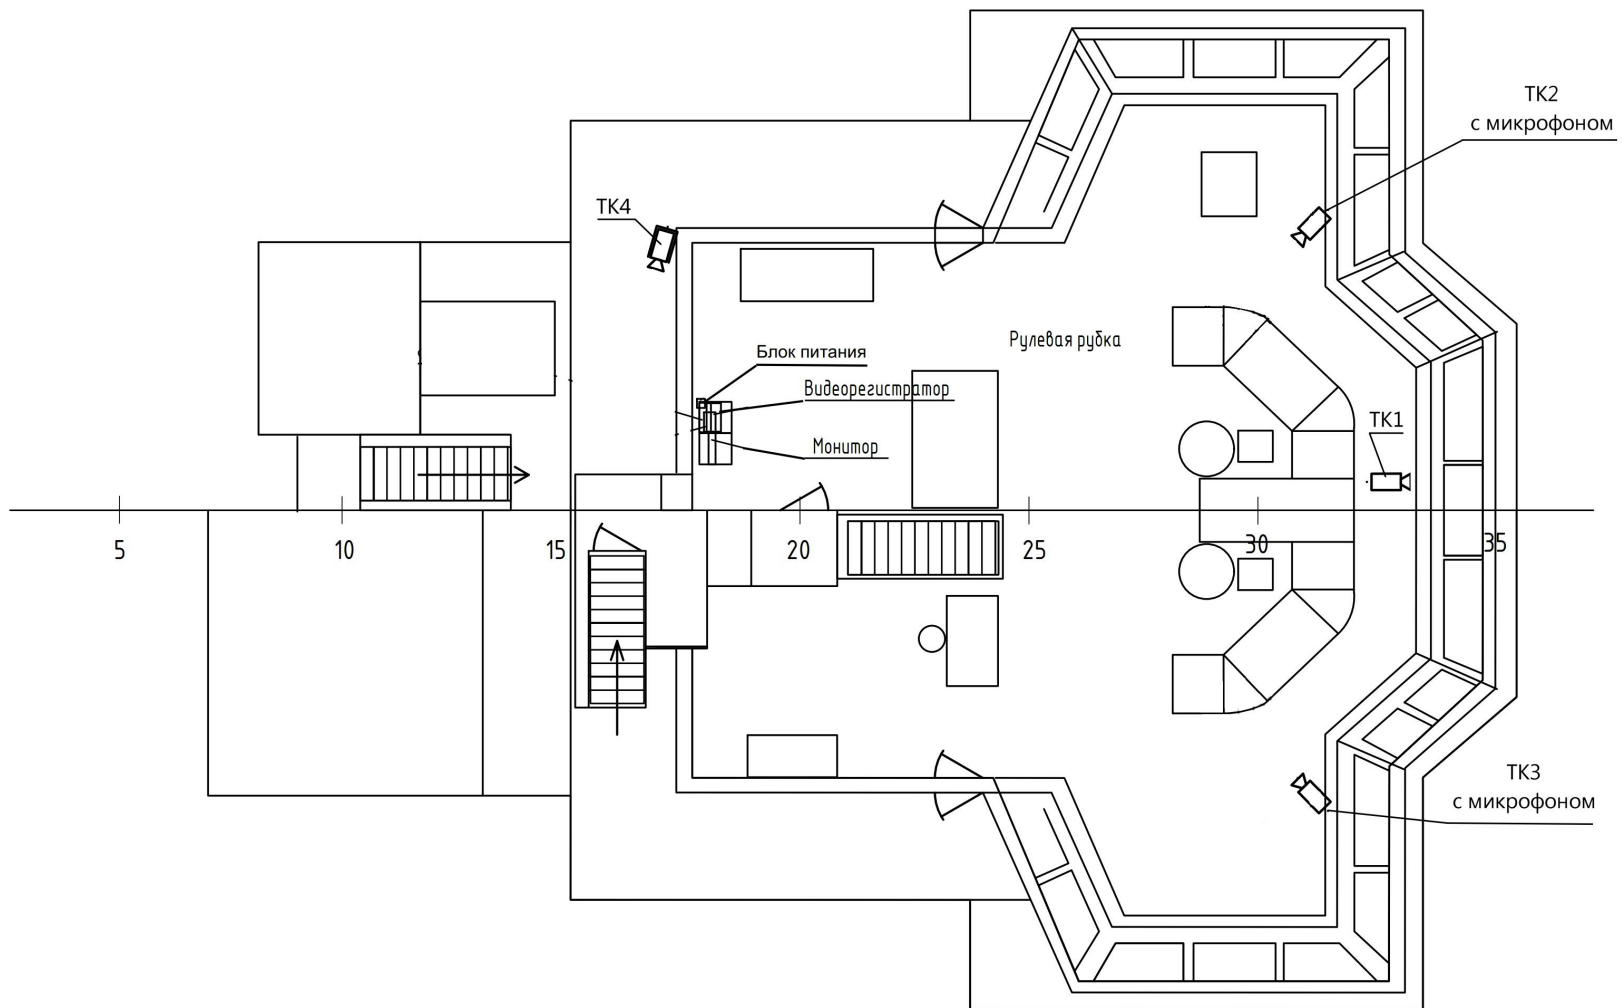 ТК2
с микрофоном
ТК4
Рулевая рубка
Блок питания
Видеорегистратор
Монитор
ТК1
5
10
15
20
25
30
35
ТК3
с микрофоном